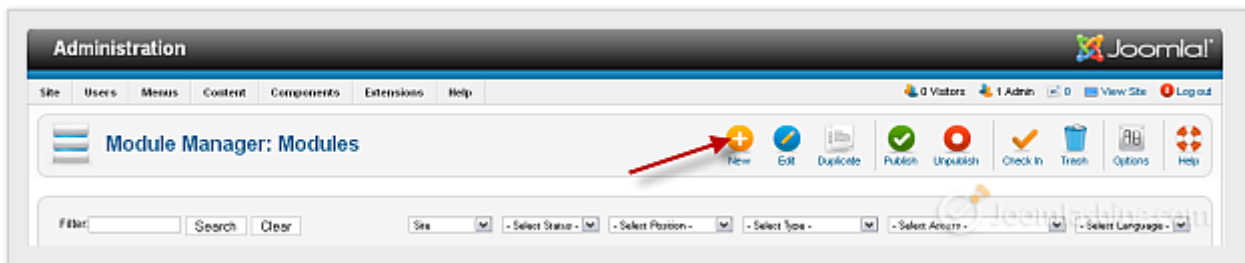 Administration
Joomla!
Site Users Menus Content Components Extensions Help
0 Visitors 1 Admin 0 View Site Log out
Module Manager: Modules
New Edit Duplicate Publish Unpublish Check In Trash Options Help
Filter: Search Clear
Site - Select Status - - Select Position - - Select Type - - Select Access - - Select Language -
Joomlashine.com